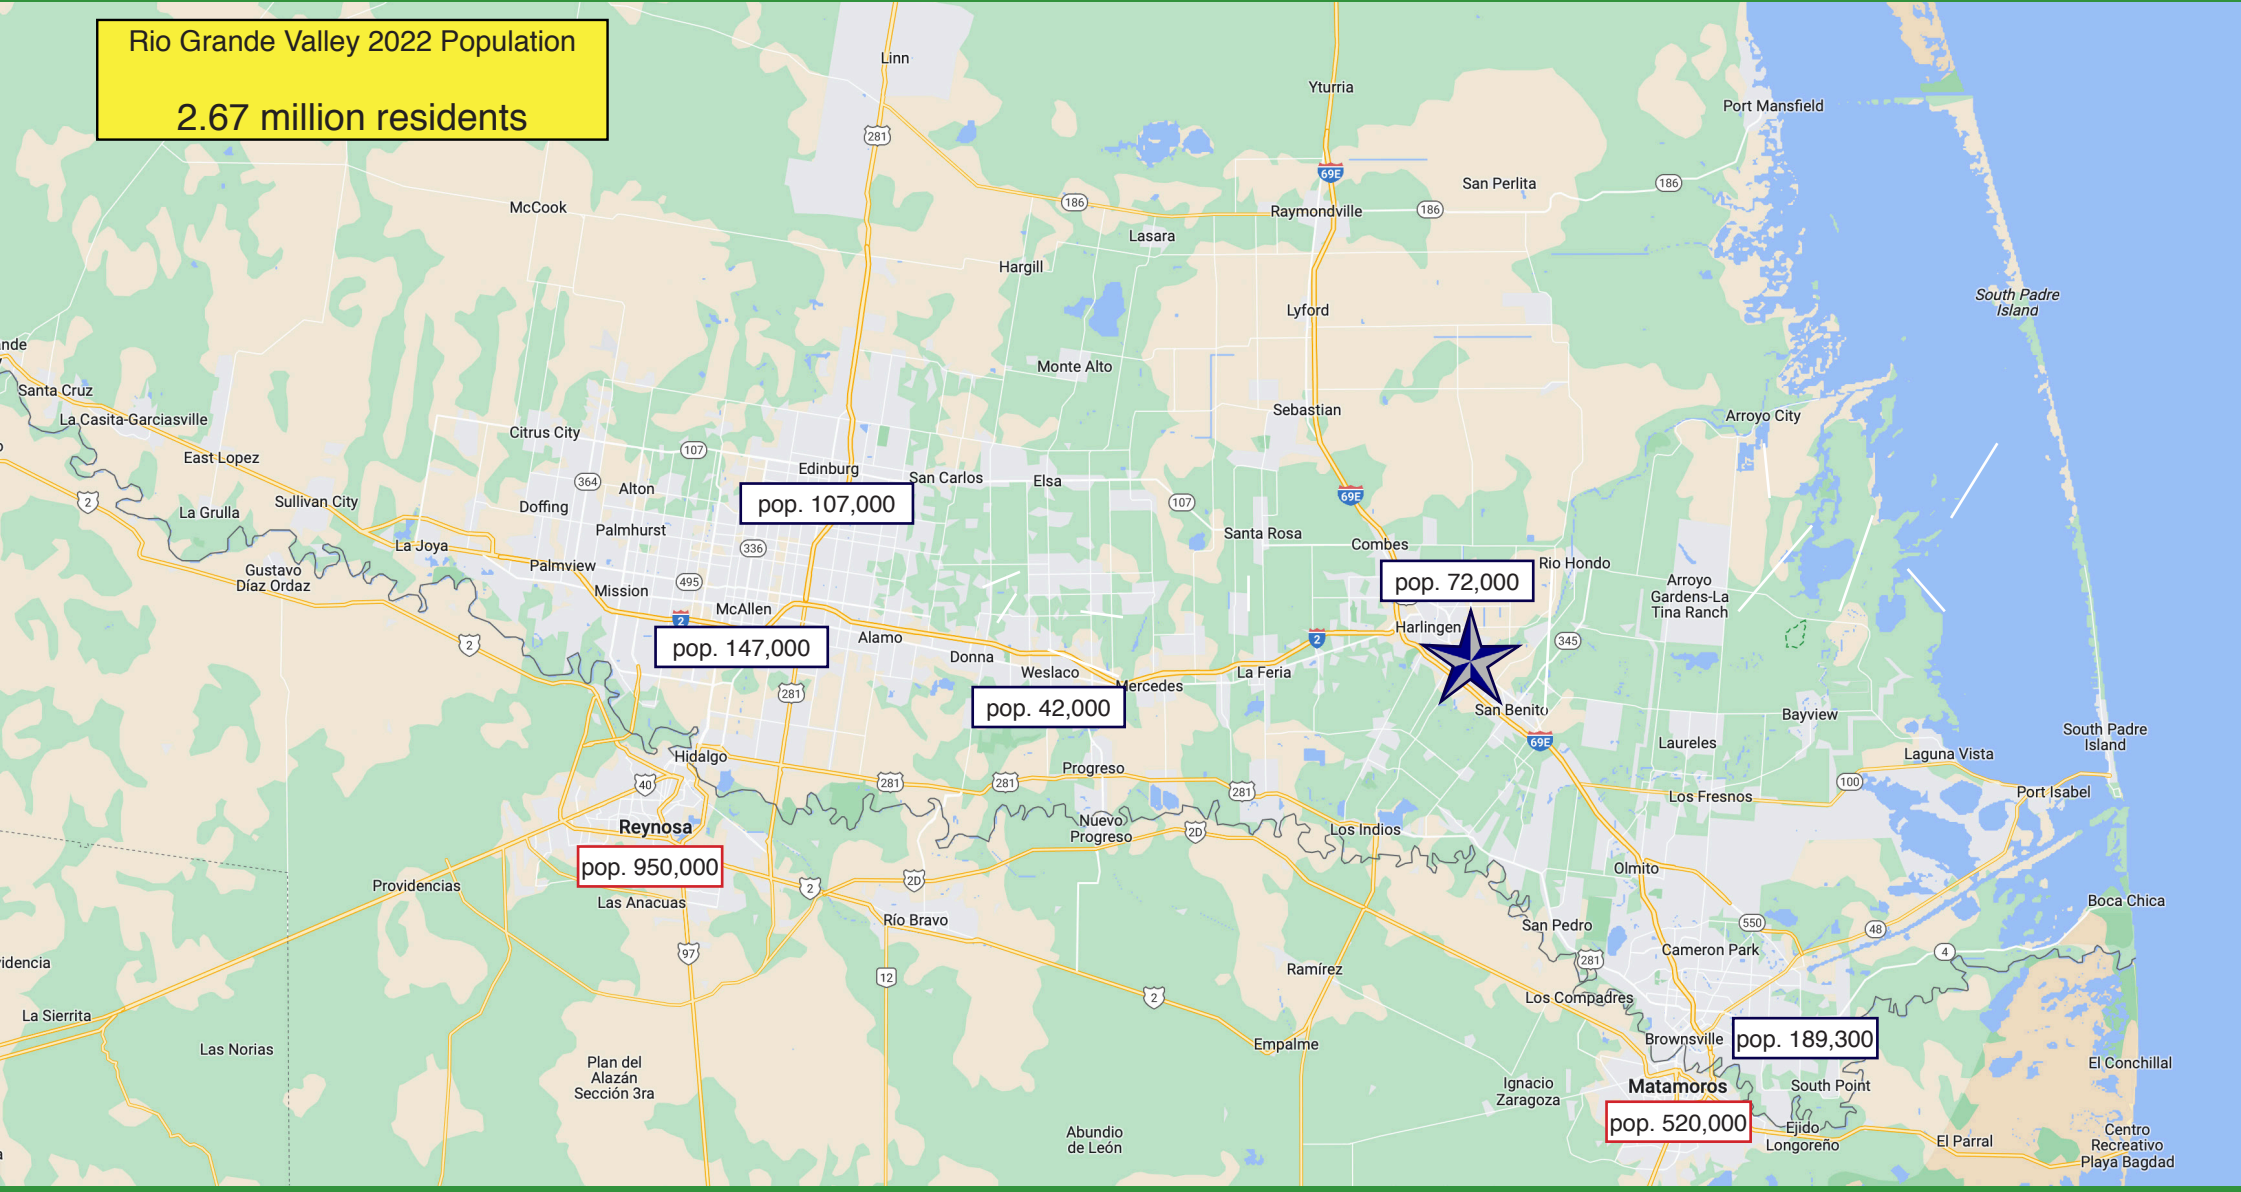 Rio Grande Valley 2022 Population
2.67 million residents
Linn
Yturria
Port Mansfield
281
69E
186
San Perlita
186
186
McCook
Raymondville
Lasara
Hargill
South Padre
Island
Lyford
nde
Monte Alto
Santa Cruz
La Casita-Garciasville
Sebastian
Arroyo City
Citrus City
107
East Lopez
Edinburg
San Carlos
Elsa
364
Alton
69E
2
Sullivan City
Doffing
pop. 107,000
107
La Grulla
Palmhurst
Santa Rosa
La Joya
336
Combes
Palmview
Rio Hondo
Gustavo
Díaz Ordaz
495
pop. 72,000
Arroyo
Gardens-La
Tina Ranch
Mission
McAllen
2
Harlingen
Alamo
2
345
2
pop. 147,000
Donna
Weslaco
La Feria
Mercedes
281
pop. 42,000
San Benito
Bayview
South Padre
Island
69E
Laureles
Hidalgo
Laguna Vista
Progreso
40
281
281
281
100
Port Isabel
Los Fresnos
Reynosa
Nuevo
Progreso
2D
Los Indios
pop. 950,000
Olmito
Providencias
2
2D
Las Anacuas
Boca Chica
Río Bravo
San Pedro
550
48
97
Cameron Park
4
idencia
281
12
Ramírez
2
Los Compadres
La Sierrita
Las Norias
Empalme
Brownsville
pop. 189,300
El Conchillal
Plan del
Alazán
Sección 3ra
Ignacio
Zaragoza
Matamoros
South Point
pop. 520,000
Abundio
de León
Ejido
Longoreño
El Parral
Centro
Recreativo
Playa Bagdad